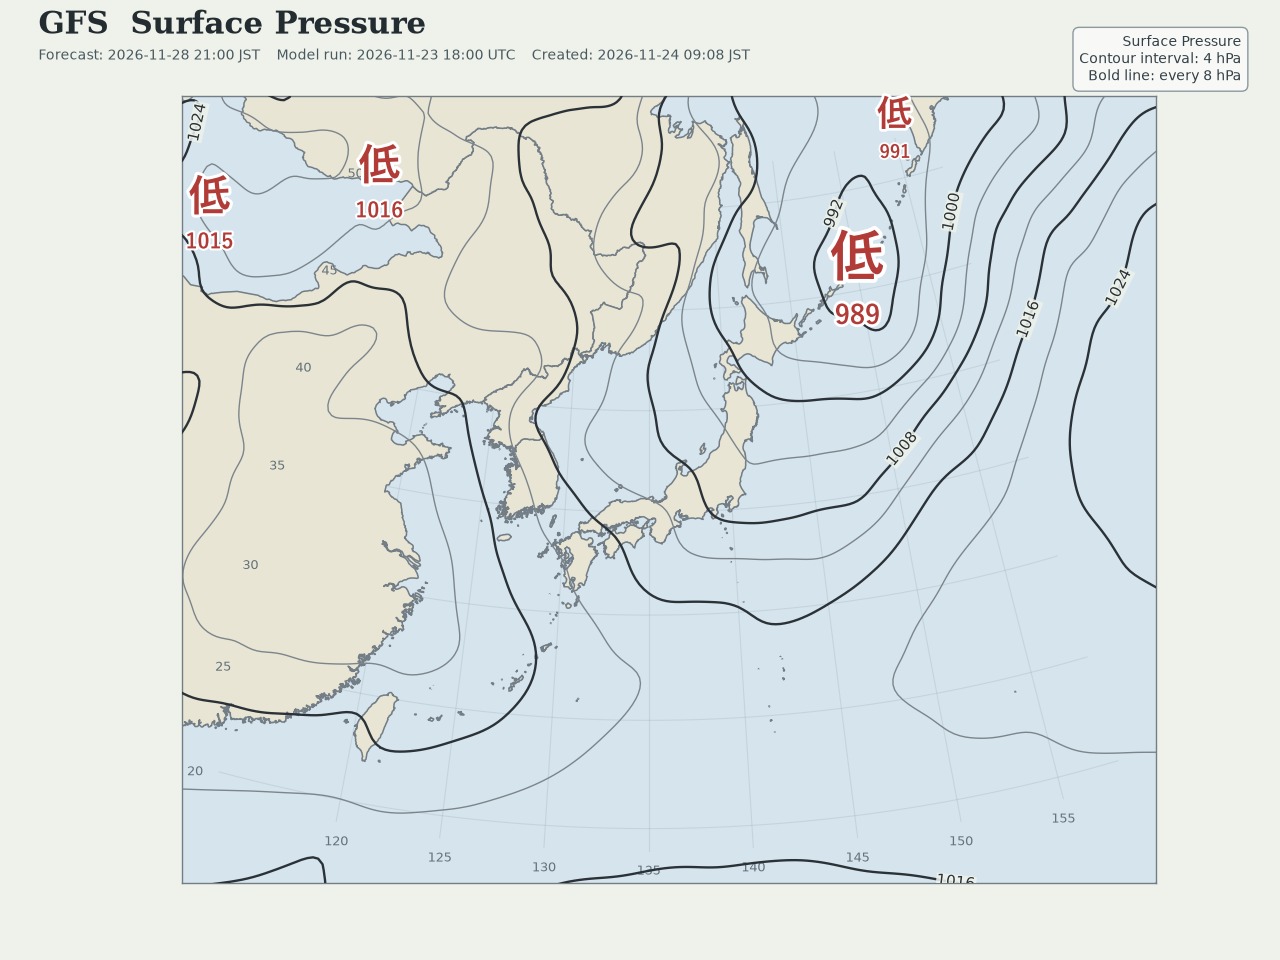 GFS  Surface Pressure
Forecast: 2026-11-28 21:00 JST    Model run: 2026-11-23 18:00 UTC    Created: 2026-11-24 09:08 JST
Surface Pressure
Contour interval: 4 hPa
Bold line: every 8 hPa
1024
低
991
50
低
1016
低
1015
992
1000
低
989
45
1024
1016
40
1008
35
30
25
20
120
125
130
135
140
145
150
155
1016